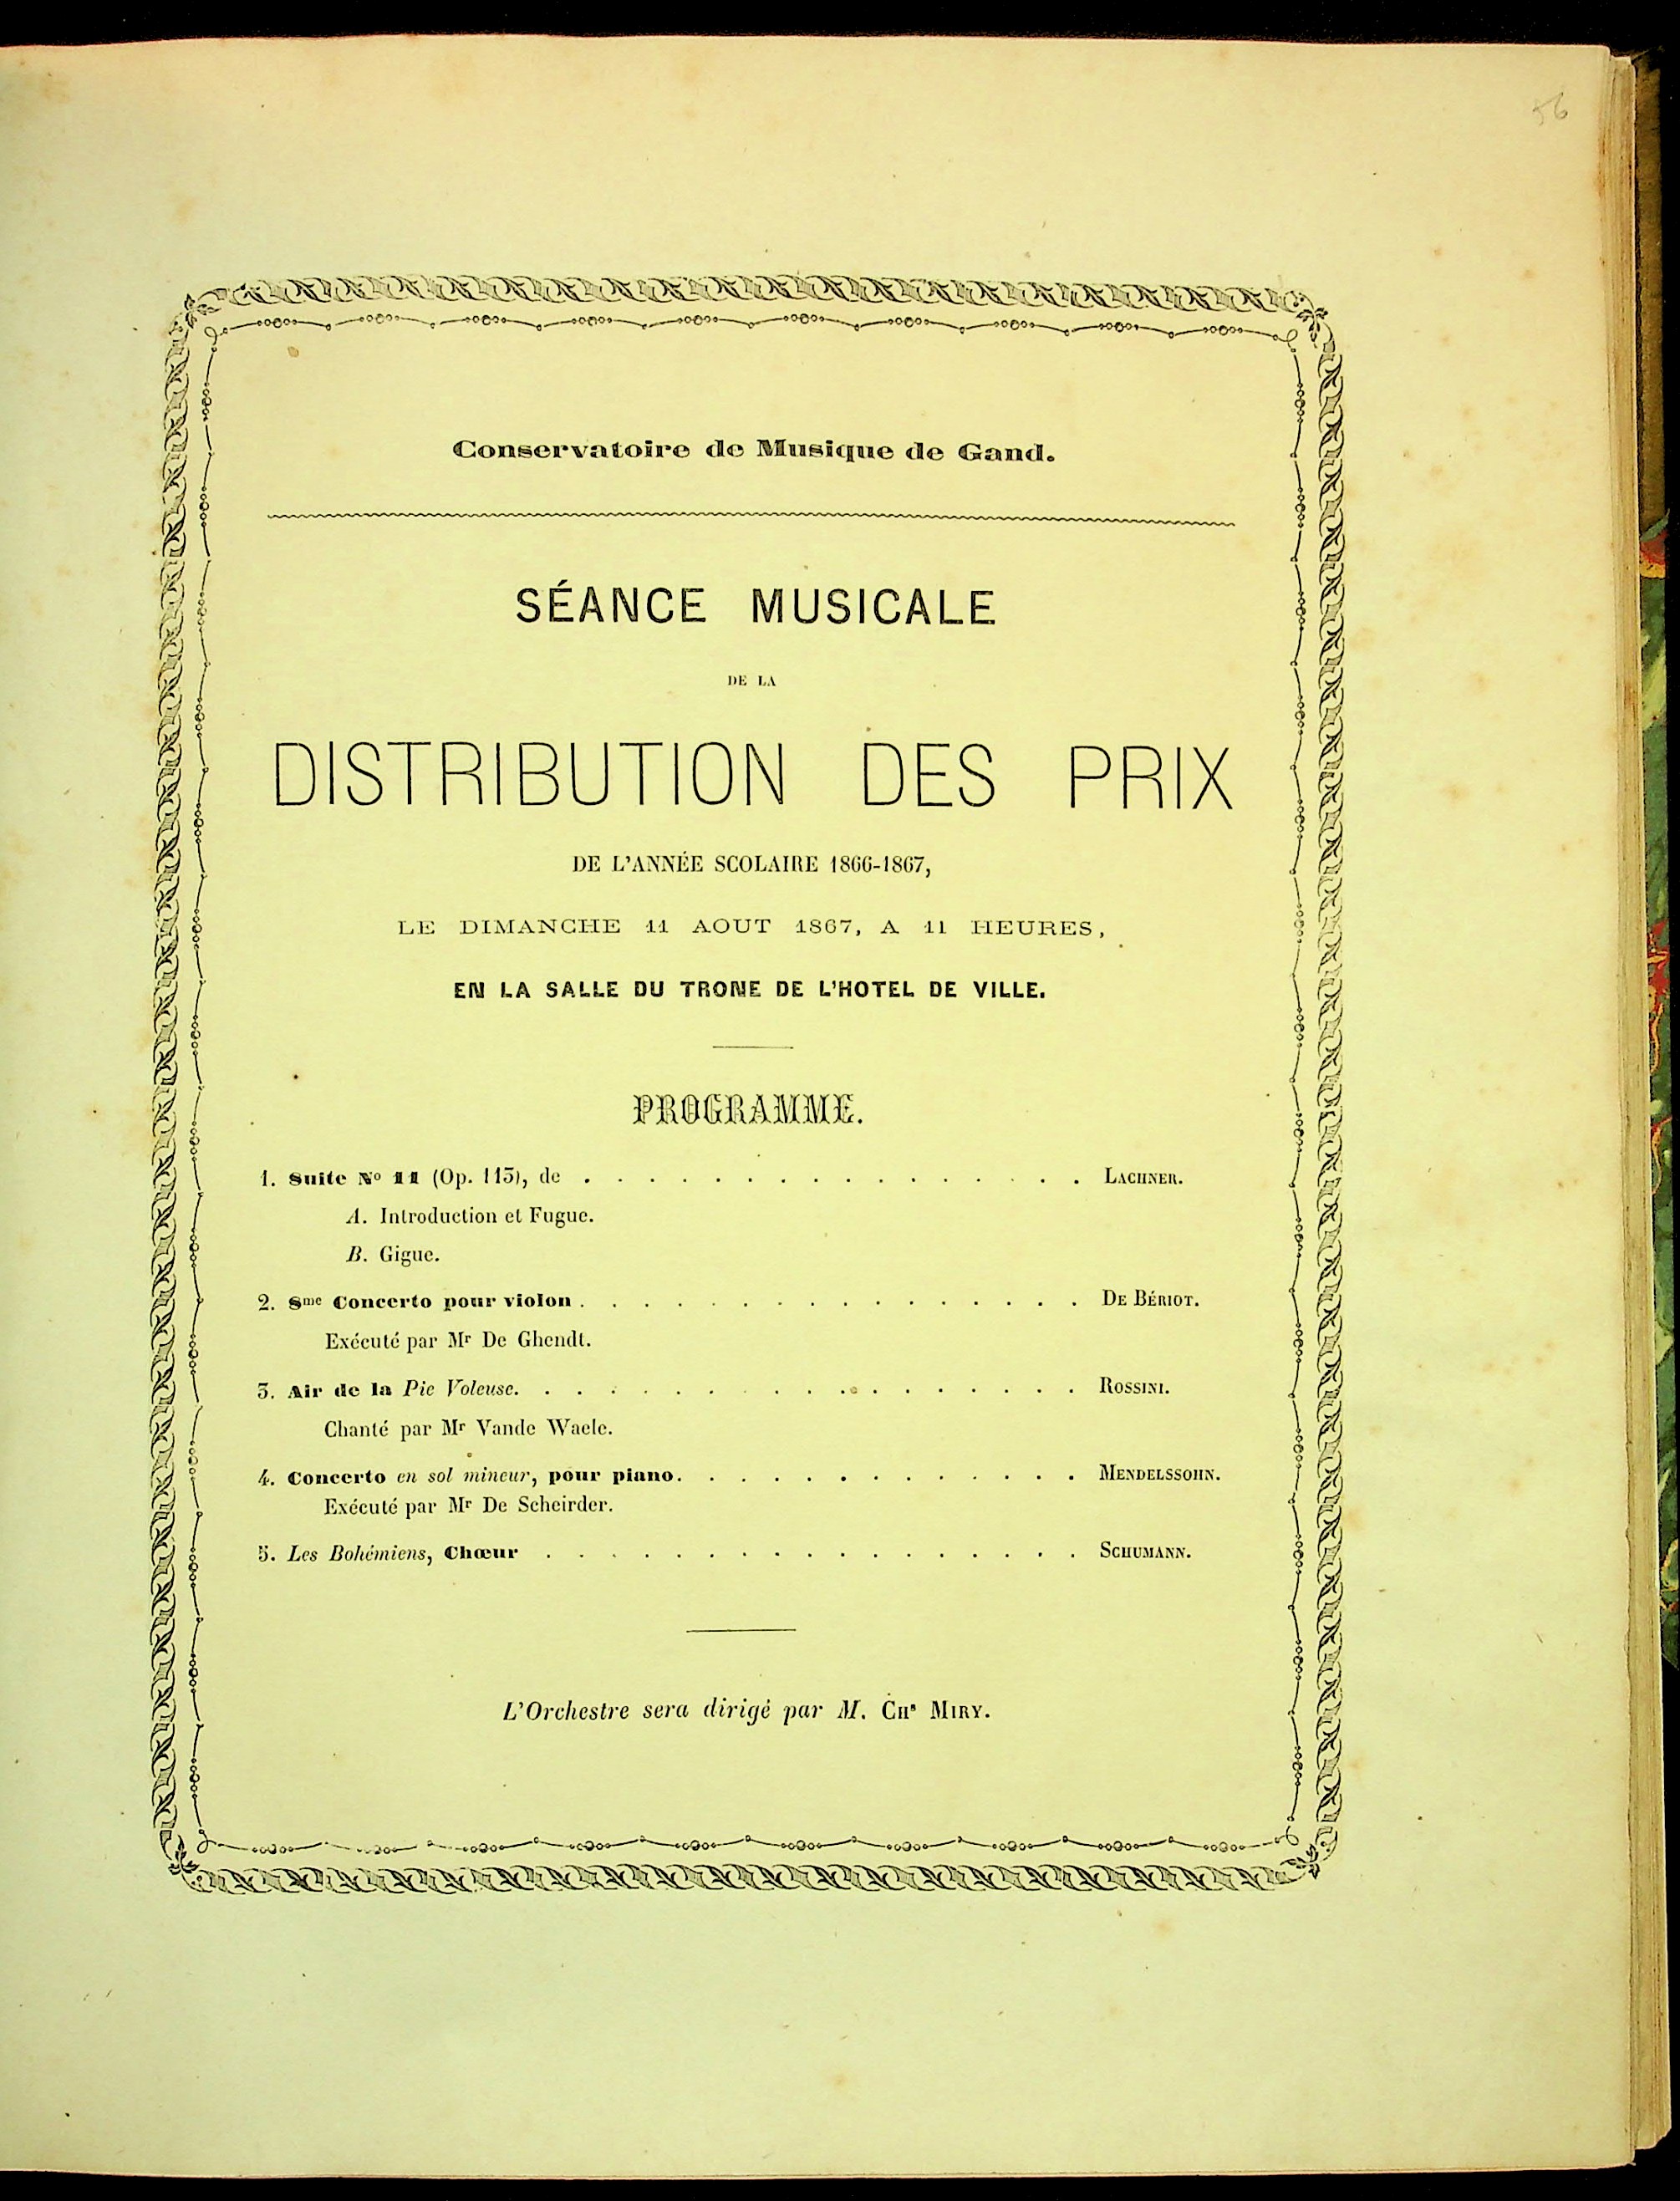 56
Conservatoire de Musique de Gand.
SÉANCE MUSICALE
DE LA
DISTRIBUTION DES PRIX
DE L'ANNÉE SCOLAIRE 1866-1867,
LE DIMANCHE 11 AOUT 1867, A 11 HEURES,
EN LA SALLE DU TRONE DE L'HOTEL DE VILLE.
PROGRAMME.
1. Suite No 11 (Op. 115), de . . . . . . . . . . . . . . . . LACHNER.
A. Introduction et Fugue.
B. Gigue.
2. 8me Concerto pour violon . . . . . . . . . . . . . . . . DE BÉRIOT.
Exécuté par Mr De Ghendt.
3. Air de la Pie Voleuse. . . . . . . . . . . . . . . . . . ROSSINI.
Chanté par Mr Vande Waele.
4. Concerto en sol mineur, pour piano. . . . . . . . . . . . . MENDELSSOHN.
Exécuté par Mr De Scheirder.
5. Les Bohémiens, Chœur . . . . . . . . . . . . . . . . . SCHUMANN.
L'Orchestre sera dirigé par M. CHs MIRY.